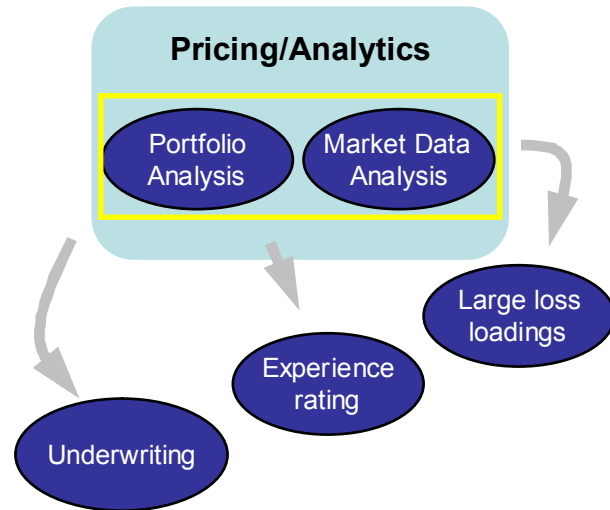 Pricing/Analytics
Portfolio
Analysis
Market Data
Analysis
Large loss
loadings
Experience
rating
Underwriting